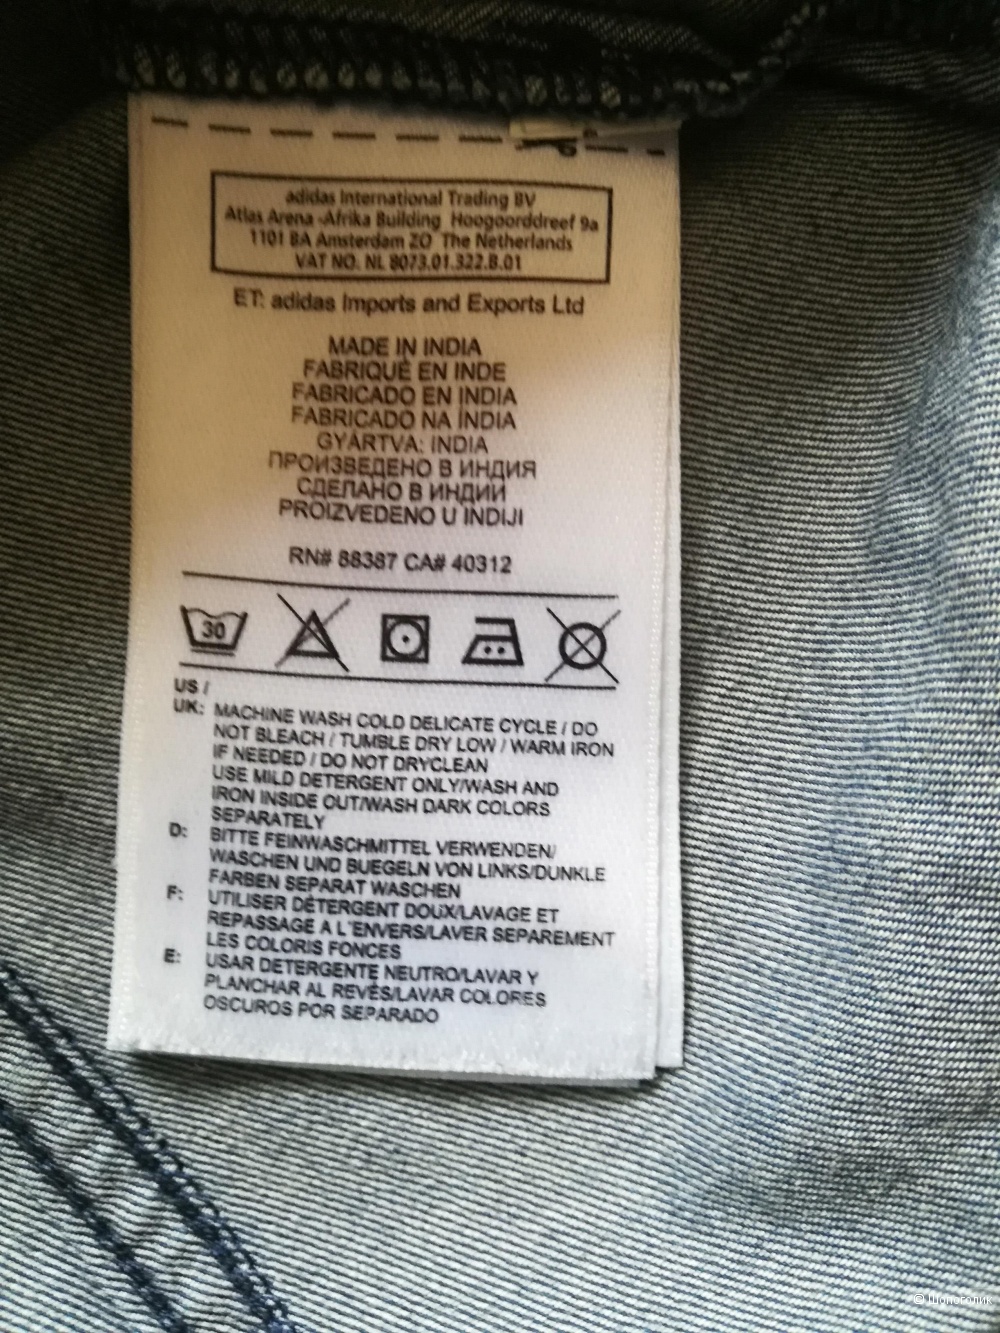 adidas International Trading BV
Atlas Arena -Afrika Building Hoogoorddreef 9a
1101 BA Amsterdam ZO The Netherlands
VAT NO. NL 8073.01.322.B.01
ET: adidas Imports and Exports Ltd
MADE IN INDIA
FABRIQUÉ EN INDE
FABRICADO EN INDIA
FABRICADO NA ÍNDIA
GYÁRTVA: INDIA
ПРОИЗВЕДЕНО В ИНДИЯ
СДЕЛАНО В ИНДИИ
PROIZVEDENO U INDIJI
RN# 88387 CA# 40312
30
US /
UK: MACHINE WASH COLD DELICATE CYCLE / DO
NOT BLEACH / TUMBLE DRY LOW / WARM IRON
IF NEEDED / DO NOT DRYCLEAN
USE MILD DETERGENT ONLY/WASH AND
IRON INSIDE OUT/WASH DARK COLORS
SEPARATELY
D: BITTE FEINWASCHMITTEL VERWENDEN/
WASCHEN UND BUEGELN VON LINKS/DUNKLE
FARBEN SEPARAT WASCHEN
F: UTILISER DÉTERGENT DOUX/LAVAGE ET
REPASSAGE A L'ENVERS/LAVER SEPAREMENT
LES COLORIS FONCES
E: USAR DETERGENTE NEUTRO/LAVAR Y
PLANCHAR AL REVÉS/LAVAR COLORES
OSCUROS POR SEPARADO
© Шопоголик